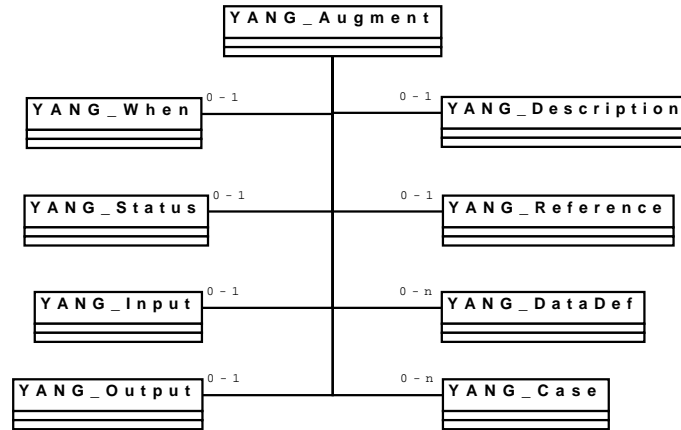 YANG_Augment
0-1
0-1
YANG_When
YANG_Description
0-1
0-1
YANG_Status
YANG_Reference
0-1
0-n
YANG_Input
YANG_DataDef
0-1
0-n
YANG_Output
YANG_Case